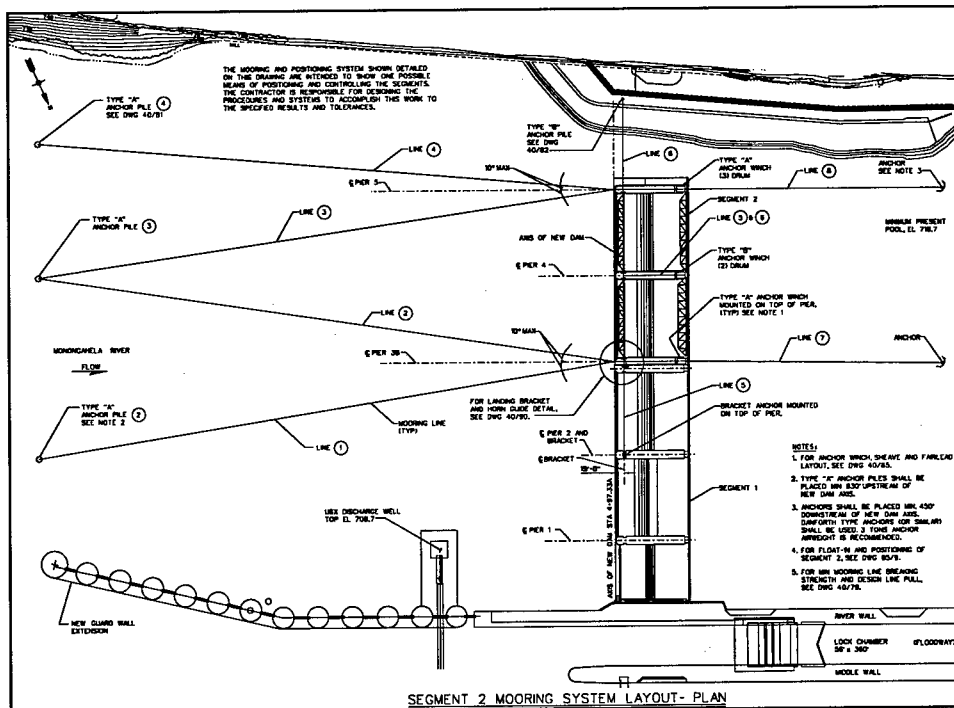 THE MOORING AND POSITIONING SYSTEM SHOWN DETAILED
ON THIS DRAWING ARE INTENDED TO SHOW ONE POSSIBLE
MEANS OF POSITIONING AND CONTROLLING THE SEGMENTS.
THE CONTRACTOR IS RESPONSIBLE FOR DESIGNING THE
PROCEDURES AND SYSTEMS TO ACCOMPLISH THIS WORK TO
THE SPECIFIED RESULTS AND TOLERANCES.
TYPE "A"
ANCHOR PILE 4
SEE DWG 40/81
TYPE "B"
ANCHOR PILE
SEE DWG
40/82
LINE 6
LINE 4
10° MAX
℄ PIER 5
TYPE "A"
ANCHOR WINCH
(3) DRUM
LINE 8
ANCHOR
SEE NOTE 3
SEGMENT 2
LINE 3
LINE 5 & 6
TYPE "A"
ANCHOR PILE 3
AXIS OF NEW DAM
MINIMUM PRESENT
POOL, EL 718.7
TYPE "B"
ANCHOR WINCH
(2) DRUM
℄ PIER 4
TYPE "A" ANCHOR WINCH
MOUNTED ON TOP OF PIER,
(TYP) SEE NOTE 1
LINE 2
10° MAX
LINE 7
ANCHOR
MONONGAHELA RIVER
FLOW
℄ PIER 3B
LINE 5
TYPE "A"
ANCHOR PILE 2
SEE NOTE 2
FOR LANDING BRACKET
AND HORN GUIDE DETAIL,
SEE DWG 40/90.
MOORING LINE
(TYP)
BRACKET ANCHOR MOUNTED
ON TOP OF PIER.
LINE 1
℄ PIER 2 AND
BRACKET
℄ BRACKET
SEGMENT 1
NOTES:
1. FOR ANCHOR WINCH, SHEAVE AND FAIRLEAD
LAYOUT, SEE DWG 40/85.
2. TYPE "A" ANCHOR PILES SHALL BE
PLACED MIN 830' UPSTREAM OF
NEW DAM AXIS.
3. ANCHORS SHALL BE PLACED MIN. 450'
DOWNSTREAM OF NEW DAM AXIS.
DANFORTH TYPE ANCHORS (OR SIMILAR)
SHALL BE USED. 3 TONS ANCHOR
AIRWEIGHT IS RECOMMENDED.
4. FOR FLOAT-IN AND POSITIONING OF
SEGMENT 2, SEE DWG 85/9.
5. FOR MIN MOORING LINE BREAKING
STRENGTH AND DESIGN LINE PULL,
SEE DWG 40/79.
AXIS OF NEW DAM STA 4+97.33A
DISCHARGE WELL
TOP EL 708.7
℄ PIER 1
NEW GUARD WALL
EXTENSION
RIVER WALL
LOCK CHAMBER
56' x 360'
(FLOODWAY)
MIDDLE WALL
SEGMENT 2 MOORING SYSTEM LAYOUT- PLAN